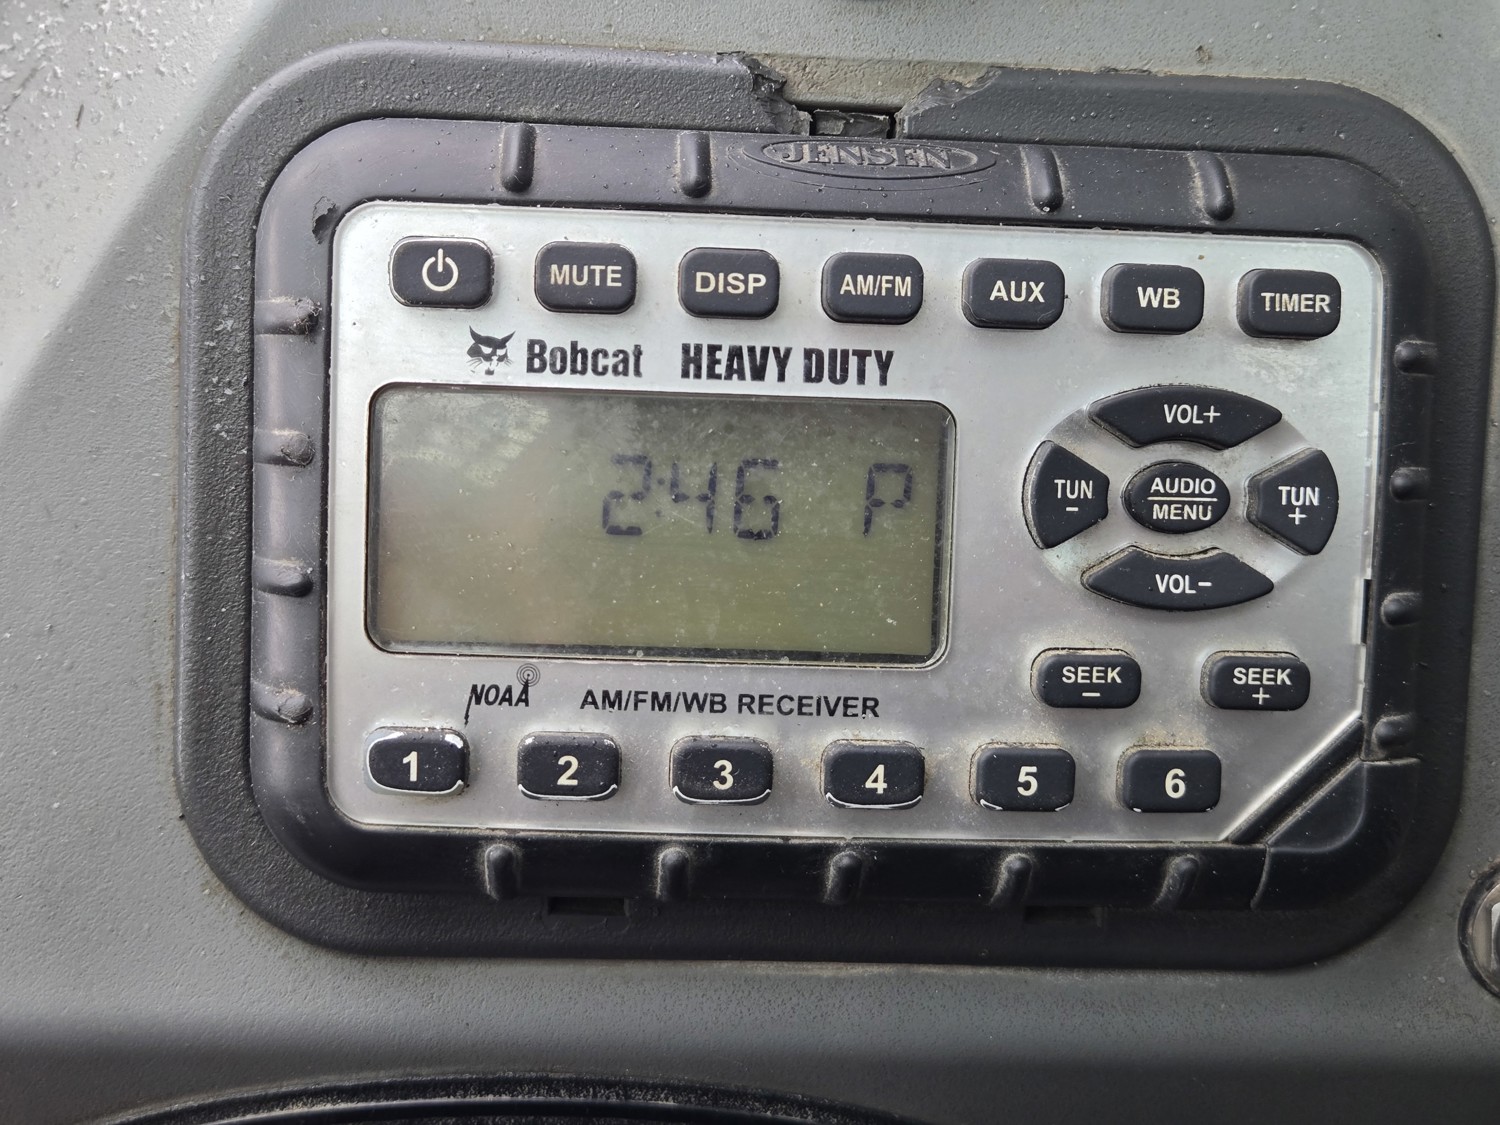 JENSEN
MUTE DISP AM/FM AUX WB TIMER
Bobcat HEAVY DUTY
2:46 P
VOL+
TUN -
AUDIO
MENU
TUN +
VOL-
SEEK - SEEK +
NOAA AM/FM/WB RECEIVER
1 2 3 4 5 6